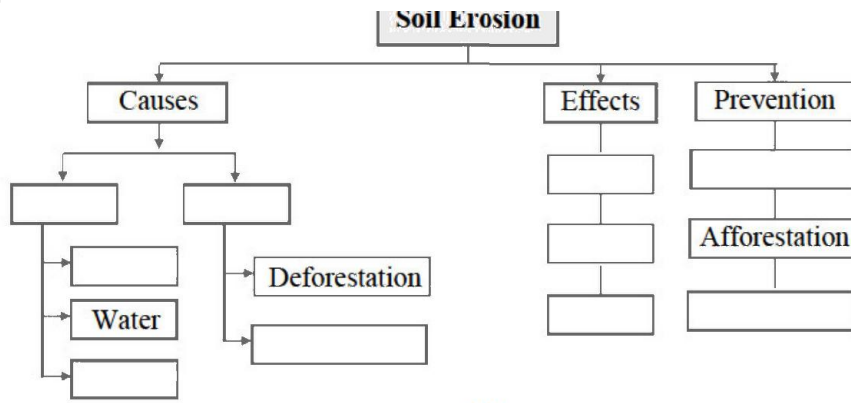 Soil Erosion
Causes
Effects
Prevention
Afforestation
Deforestation
Water